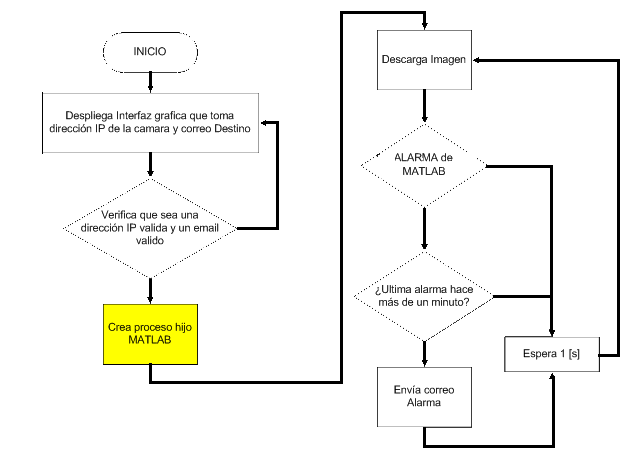 INICIO
Despliega Interfaz grafica que toma
dirección IP de la camara y correo Destino
Verifica que sea una
dirección IP valida y un email
valido
Crea proceso hijo
MATLAB
Descarga Imagen
ALARMA de
MATLAB
¿Ultima alarma hace
más de un minuto?
Espera 1 [s]
Envía correo
Alarma